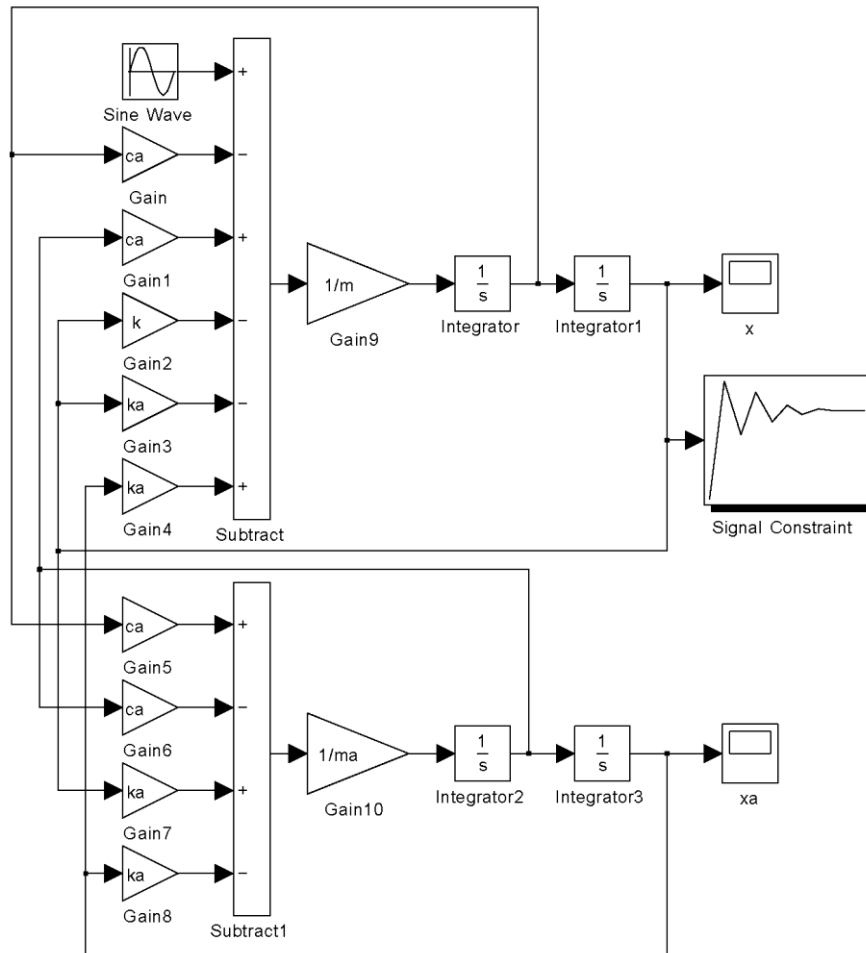 +
Sine Wave
ca
−
Gain
ca
+
Gain1
k
−
Gain2
ka
−
Gain3
ka
+
Gain4
Subtract
1/m
Gain9
1
s
Integrator
1
s
Integrator1
x
Signal Constraint
ca
+
Gain5
ca
−
Gain6
ka
+
Gain7
ka
−
Gain8
Subtract1
1/ma
Gain10
1
s
Integrator2
1
s
Integrator3
xa